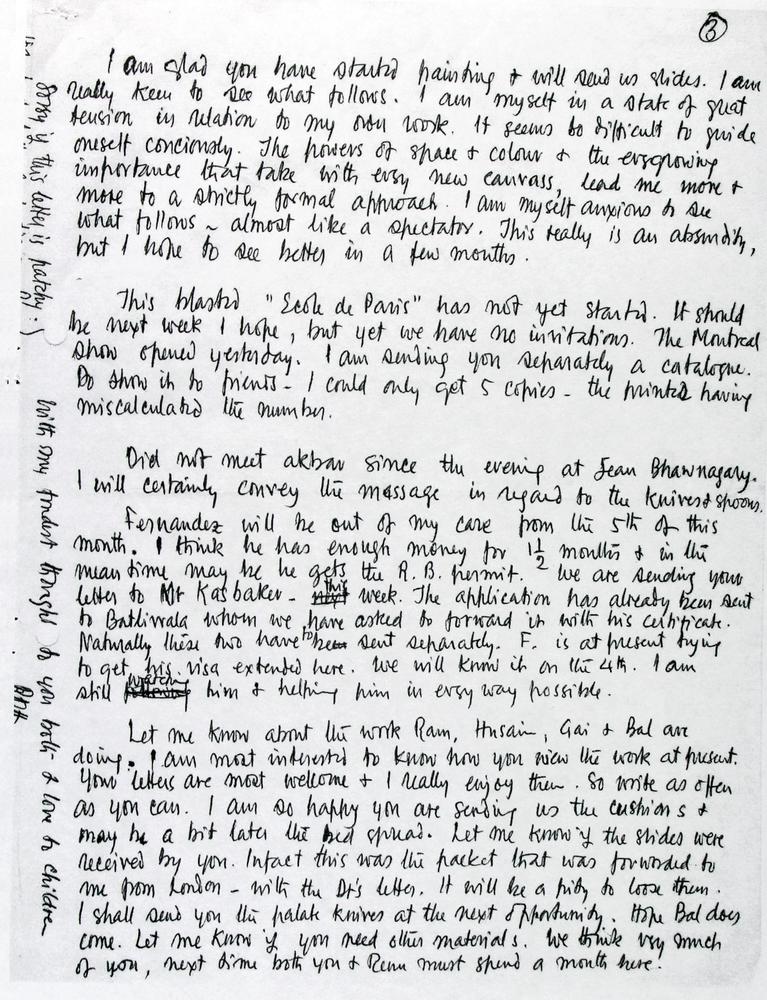 3
I am glad you have started painting & will send us slides. I am
really keen to see what follows. I am myself in a state of great
tension in relation to my own work. It seems so difficult to guide
oneself conciously. The powers of space & colour & the evergrowing
importance that take with every new canvass, lead me more &
more to a strictly formal approach. I am myself anxious to see
what follows ~ almost like a spectator. This really is an absurdity,
but I hope to see better in a few months.
This blasted "Ecole de Paris" has not yet started. It should
be next week I hope, but yet we have no invitations. The Montreal
show opened yesterday. I am sending you separately a catalogue.
Do show it to friends - I could only get 5 copies - the printer having
miscalculated the number.
Did not meet akbar since the evening at Jean Bhawnagary.
I will certainly convey the message in regard to the knives & spoons.
Fernandez will be out of my care from the 5th of this
month. I think he has enough money for 1½ months & in the
meantime may be he gets the R. B. permit. We are sending your
letter to Mr Kasbaker - this week. The application has already been sent
to Batliwala whom we have asked to forward it with his certificate.
Naturally these two have to be sent separately. F. is at present trying
to get his visa extended here. We will know it on the 4th. I am
still watching him & helping him in every way possible.
Let me know about the work Ram, Husain, Gai & Bal are
doing. I am most interested to know how you view the work at present.
Your letters are most welcome & I really enjoy them. So write as often
as you can. I am so happy you are sending us the cushions &
may be a bit later the bed spread. Let me know if the slides were
received by you. Infact this was the packet that was forwarded to
me from London - with the Dr's letter. It will be a pity to loose them.
I shall send you the palate knives at the next opportunity. Hope Bal does
come. Let me know if you need other materials. We think very much
of you, next time both you & Renu must spend a month here.
Sorry if this letter is patchy.)
With my fondest thought to you both & love to children